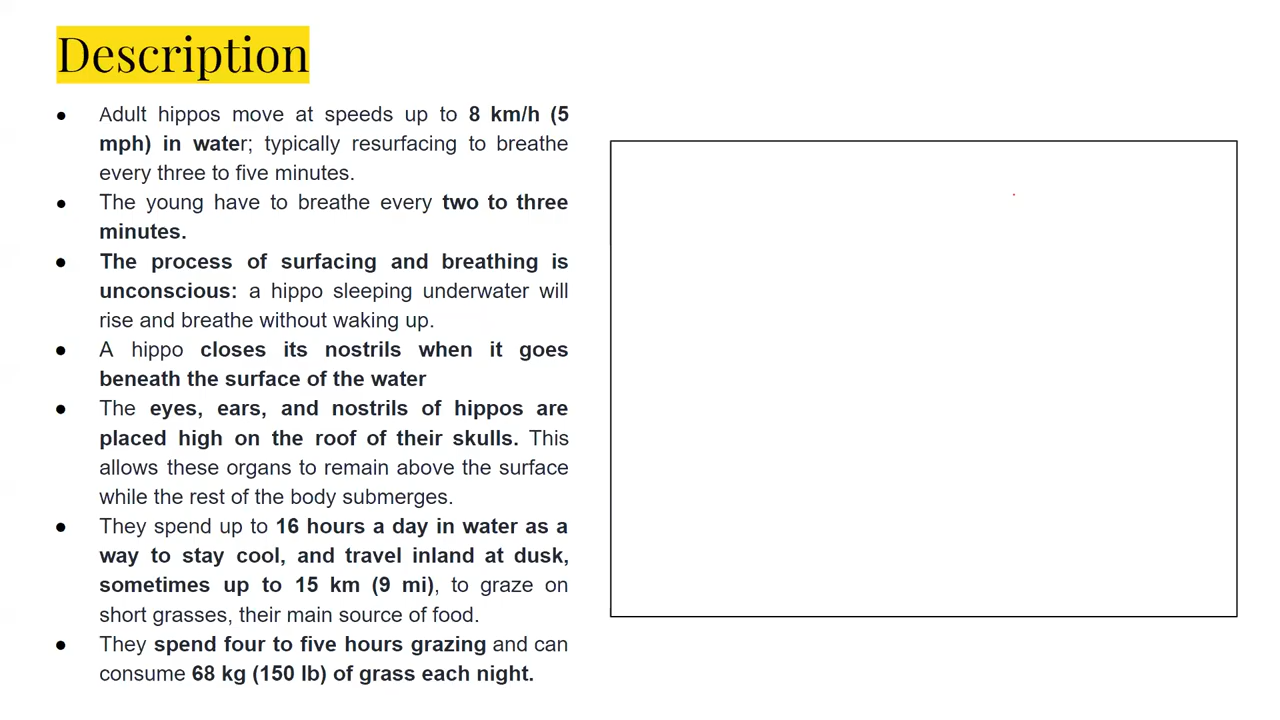 Description
● Adult hippos move at speeds up to 8 km/h (5
mph) in water; typically resurfacing to breathe
every three to five minutes.
● The young have to breathe every two to three
minutes.
● The process of surfacing and breathing is
unconscious: a hippo sleeping underwater will
rise and breathe without waking up.
● A hippo closes its nostrils when it goes
beneath the surface of the water
● The eyes, ears, and nostrils of hippos are
placed high on the roof of their skulls. This
allows these organs to remain above the surface
while the rest of the body submerges.
● They spend up to 16 hours a day in water as a
way to stay cool, and travel inland at dusk,
sometimes up to 15 km (9 mi), to graze on
short grasses, their main source of food.
● They spend four to five hours grazing and can
consume 68 kg (150 lb) of grass each night.